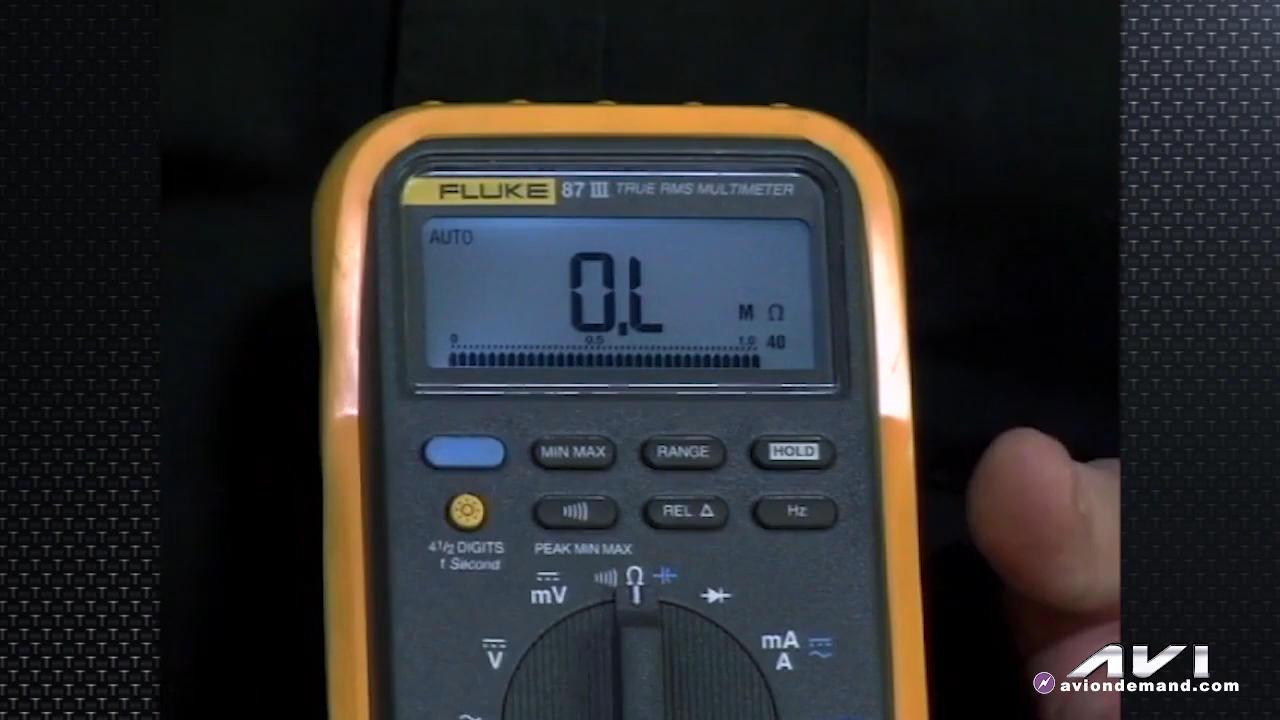 FLUKE 87 III TRUE RMS MULTIMETER
AUTO
0.L
M Ω
0 0.5 1.0 40
MIN MAX RANGE HOLD
REL Δ Hz
4½ DIGITS
1 Second
PEAK MIN MAX
mV Ω
V
mA
A
AVI
aviondemand.com